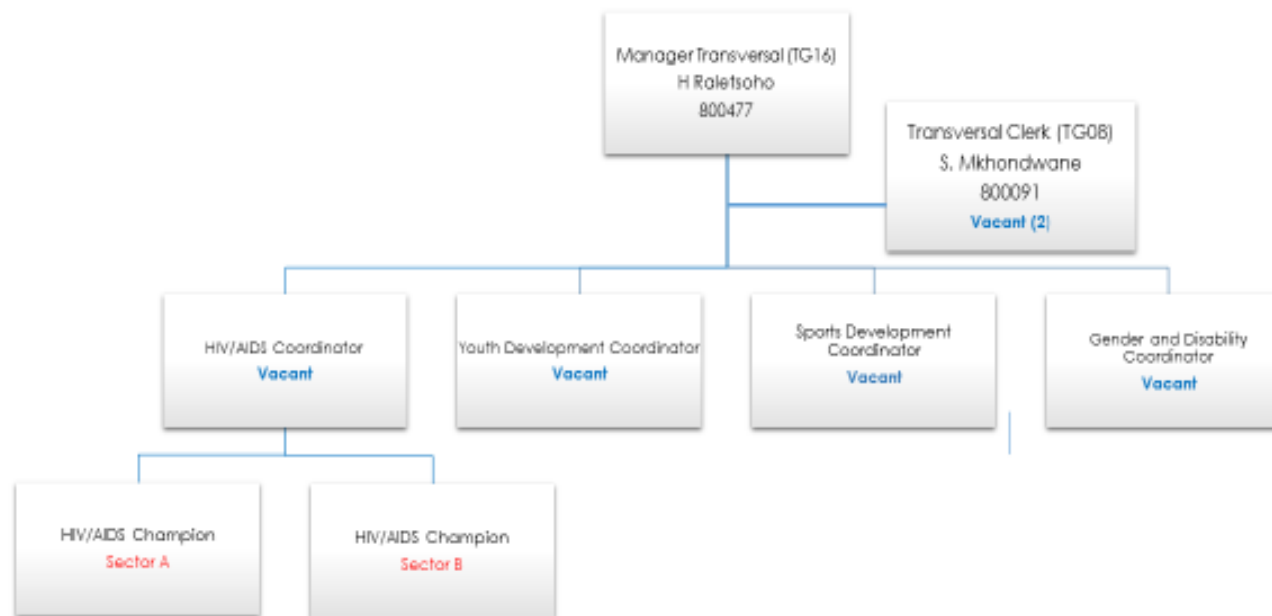 Manager Transversal (TG16)
H Raletsoho
800477
Transversal Clerk (TG08)
S. Mkhondwane
800091
Vacant (2)
HIV/AIDS Coordinator
Vacant
Youth Development Coordinator
Vacant
Sports Development
Coordinator
Vacant
Gender and Disability
Coordinator
Vacant
HIV/AIDS Champion
Sector A
HIV/AIDS Champion
Sector B